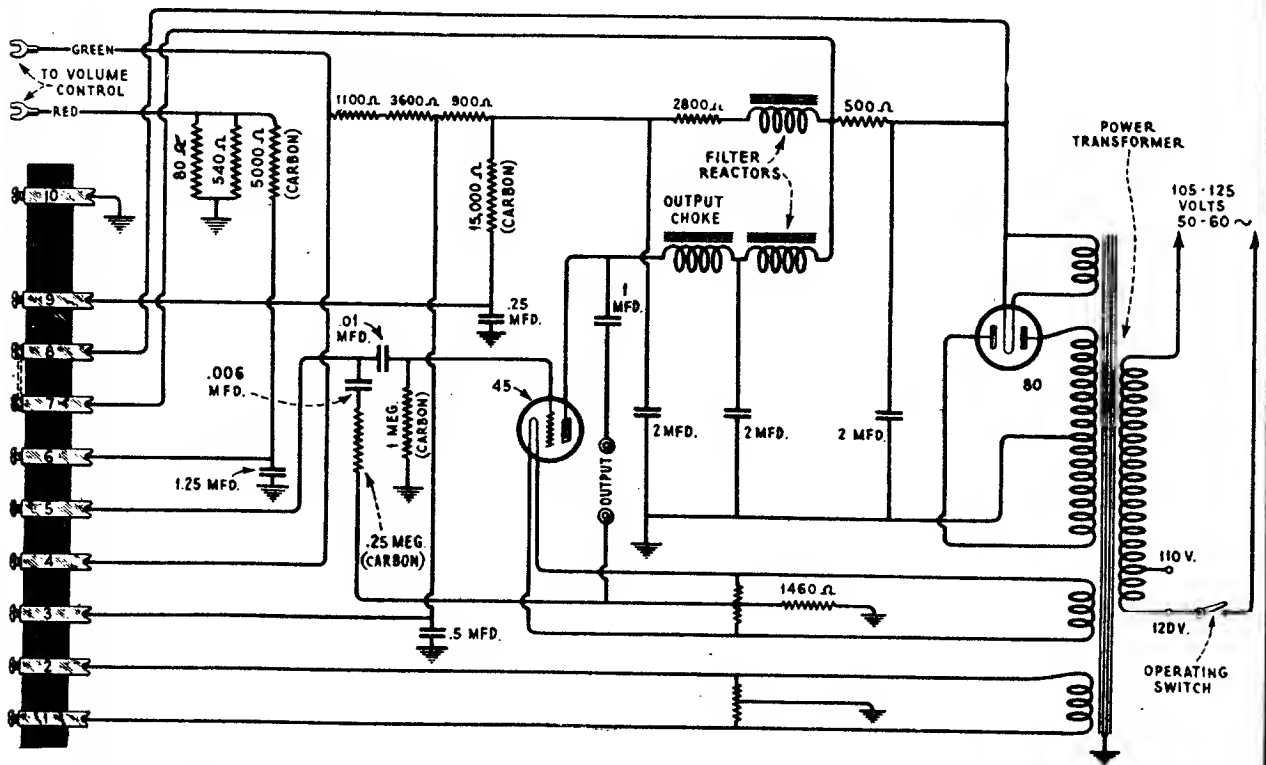 GREEN
TO VOLUME
CONTROL
RED
80 Ω
540 Ω
5000 Ω
(CARBON)
1100 Ω
3600 Ω
900 Ω
15,000 Ω
(CARBON)
2800 Ω
500 Ω
FILTER
REACTORS
OUTPUT
CHOKE
POWER
TRANSFORMER
105-125
VOLTS
50-60 ~
10
9
8
7
6
5
4
3
2
1
.25
MFD.
1
MFD.
.01
MFD.
.006
MFD.
1 MEG.
(CARBON)
45
80
2 MFD.
2 MFD.
2 MFD.
1.25 MFD.
OUTPUT
.25 MEG.
(CARBON)
.5 MFD.
1460 Ω
110 V.
120 V.
OPERATING
SWITCH